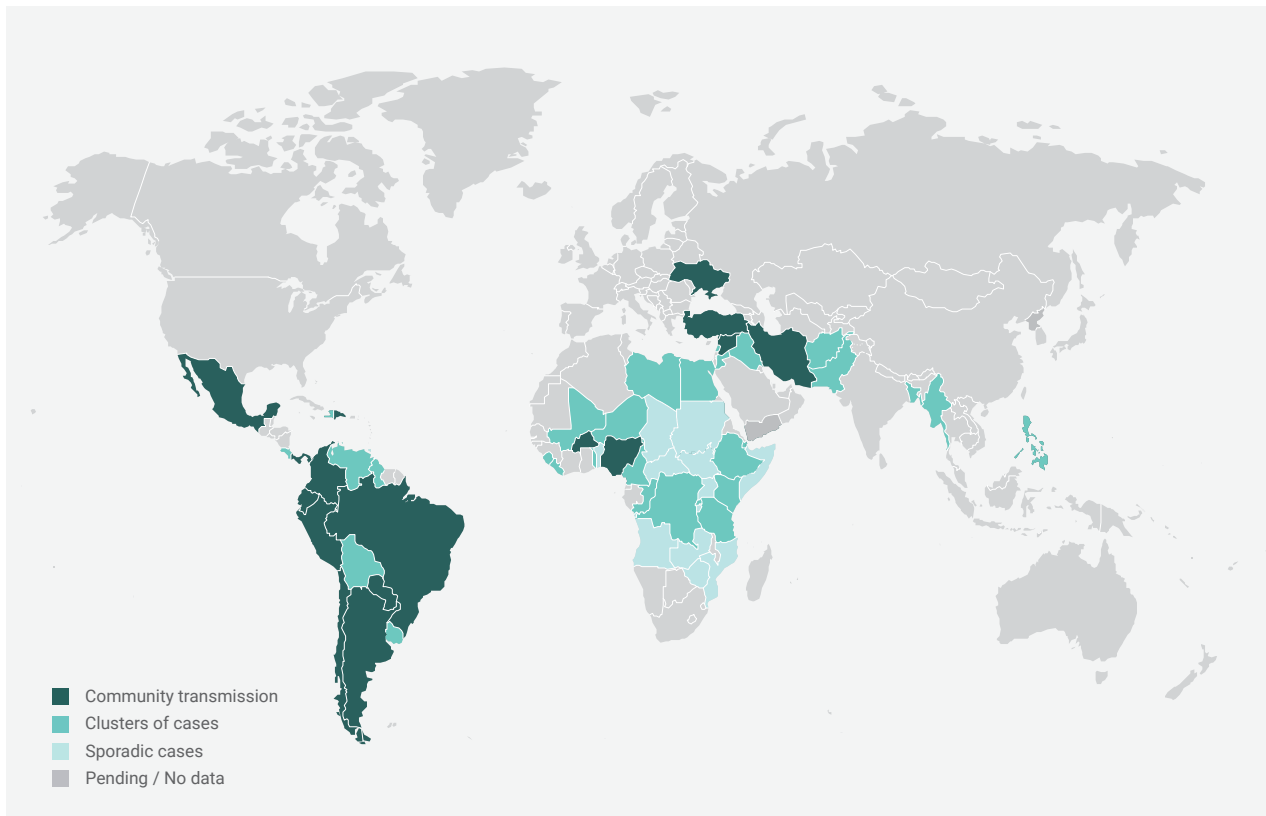 Community transmission
Clusters of cases
Sporadic cases
Pending / No data